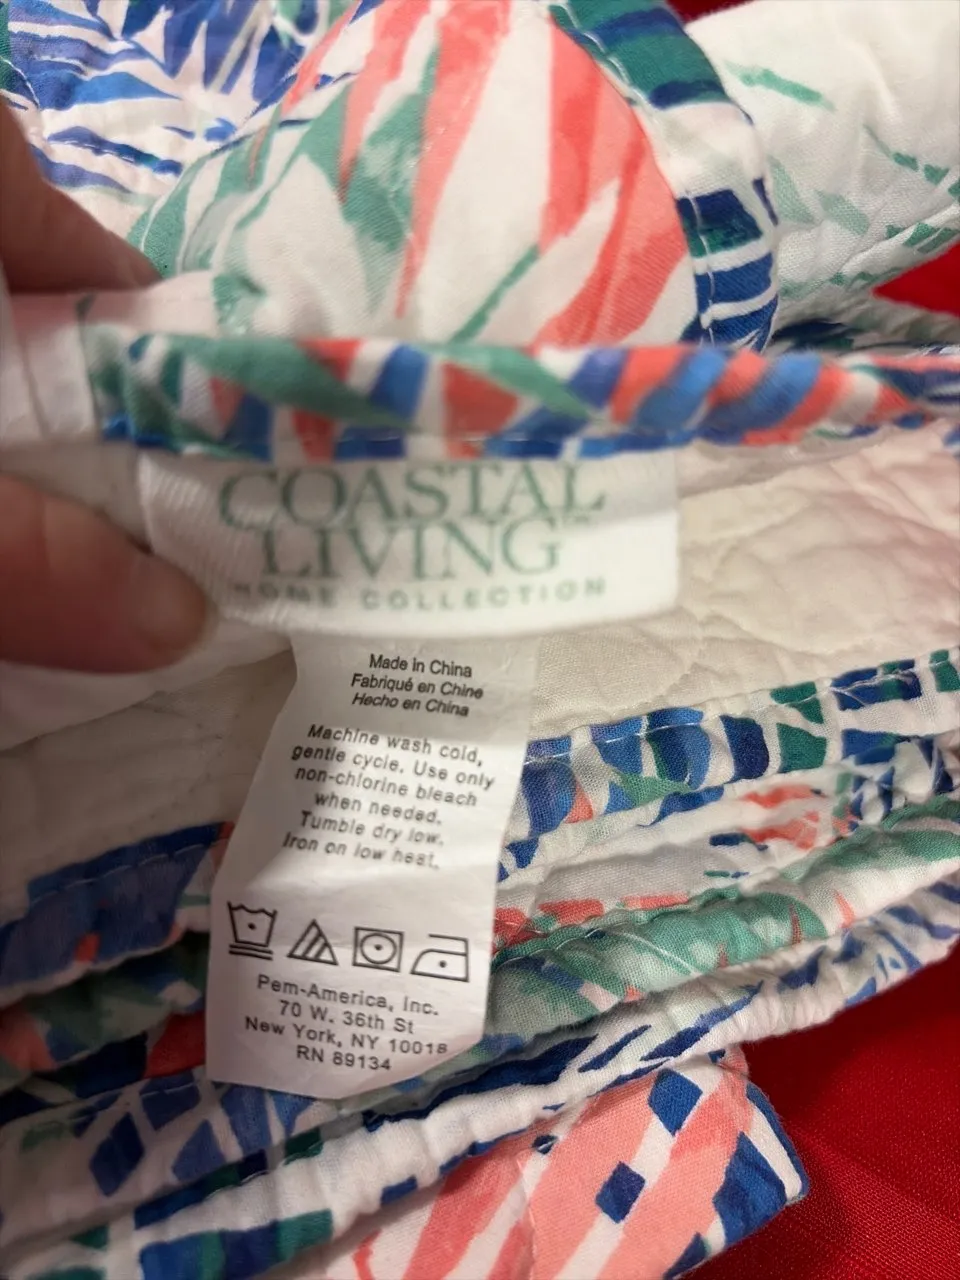 COASTAL
LIVING™
HOME COLLECTION
Made in China
Fabriqué en Chine
Hecho en China
Machine wash cold,
gentle cycle. Use only
non-chlorine bleach
when needed.
Tumble dry low.
Iron on low heat.
Pem-America, Inc.
70 W. 36th St
New York, NY 10018
RN 89134